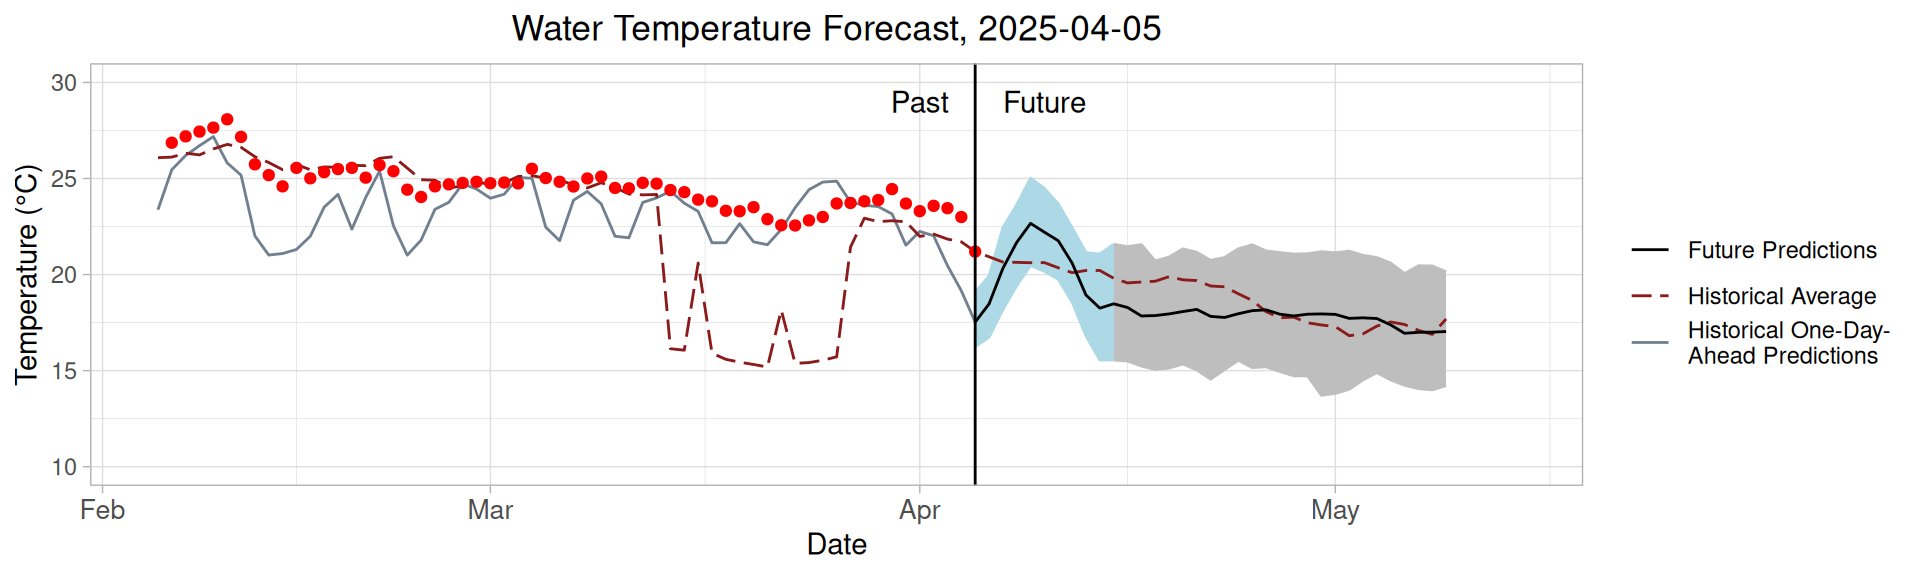 Water Temperature Forecast, 2025-04-05
Temperature (°C)
30
25
20
15
10
Past
Future
Feb
Mar
Apr
May
Date
Future Predictions
Historical Average
Historical One-Day-
Ahead Predictions